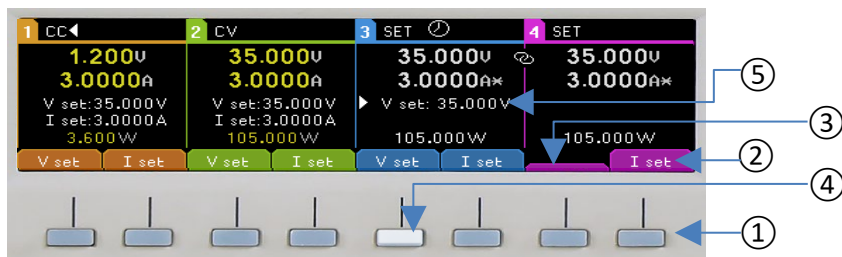 1 CC◀ 2 CV 3 SET 4 SET
1.200V 35.000V 35.000V 35.000V
3.0000A 3.0000A 3.0000A* 3.0000A*
V set:35.000V V set:35.000V ▶ V set: 35.000V
I set:3.0000A I set:3.0000A
3.600W 105.000W 105.000W 105.000W
V set I set V set I set V set I set I set
⑤
③
②
④
①